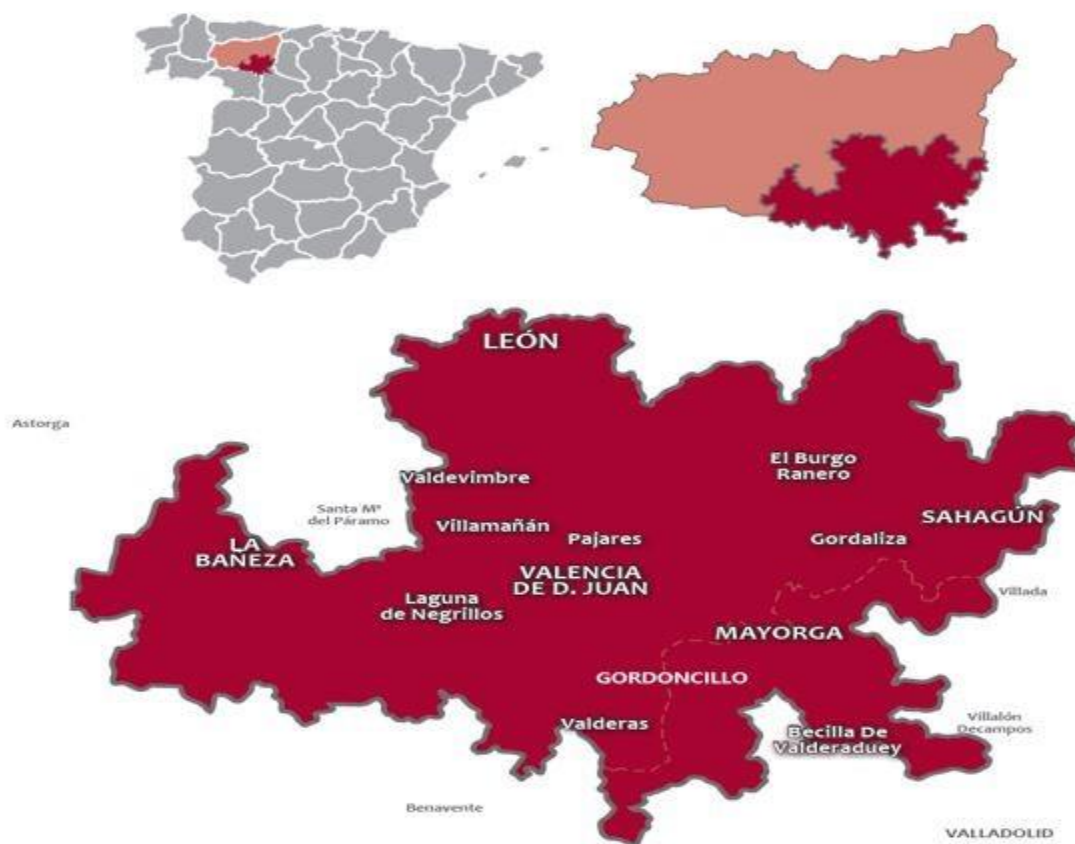 LEÓN
Astorga
El Burgo
Ranero
Valdevimbre
Santa Mª
del Páramo
SAHAGÚN
Villamañán
Pajares
Gordaliza
LA
BAÑEZA
VALENCIA
DE D. JUAN
Villada
Laguna
de Negrillos
MAYORGA
GORDONCILLO
Valderas
Becilla De
Valderaduey
Villalón
Decampos
Benavente
VALLADOLID